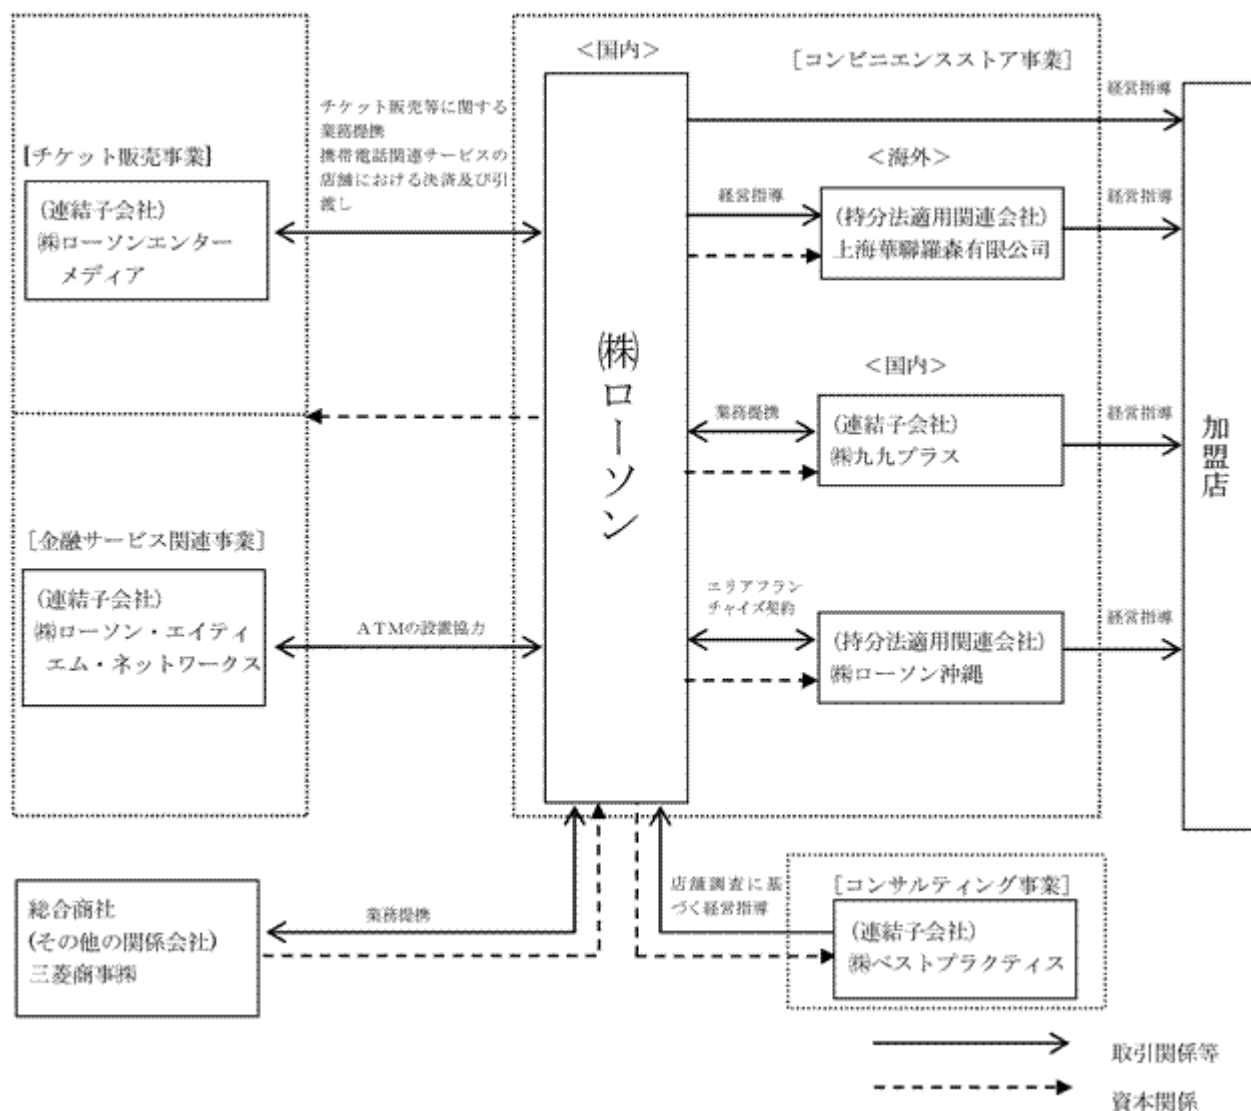 <国内>
[コンビニエンスストア事業]
チケット販売等に関する
業務提携
携帯電話関連サービスの
店舗における決済及び引
渡し
[チケット販売事業]
(連結子会社)
㈱ローソンエンター
メディア
経営指導
<海外>
経営指導
(持分法適用関連会社)
上海華聯羅森有限公司
経営指導
㈱ローソン
<国内>
業務提携
(連結子会社)
㈱九九プラス
経営指導
加盟店
[金融サービス関連事業]
(連結子会社)
㈱ローソン・エイティ
エム・ネットワークス
ATMの設置協力
エリアフラン
チャイズ契約
(持分法適用関連会社)
㈱ローソン沖縄
経営指導
総合商社
(その他の関係会社)
三菱商事㈱
業務提携
店舗調査に基
づく経営指導
[コンサルティング事業]
(連結子会社)
㈱ベストプラクティス
取引関係等
資本関係